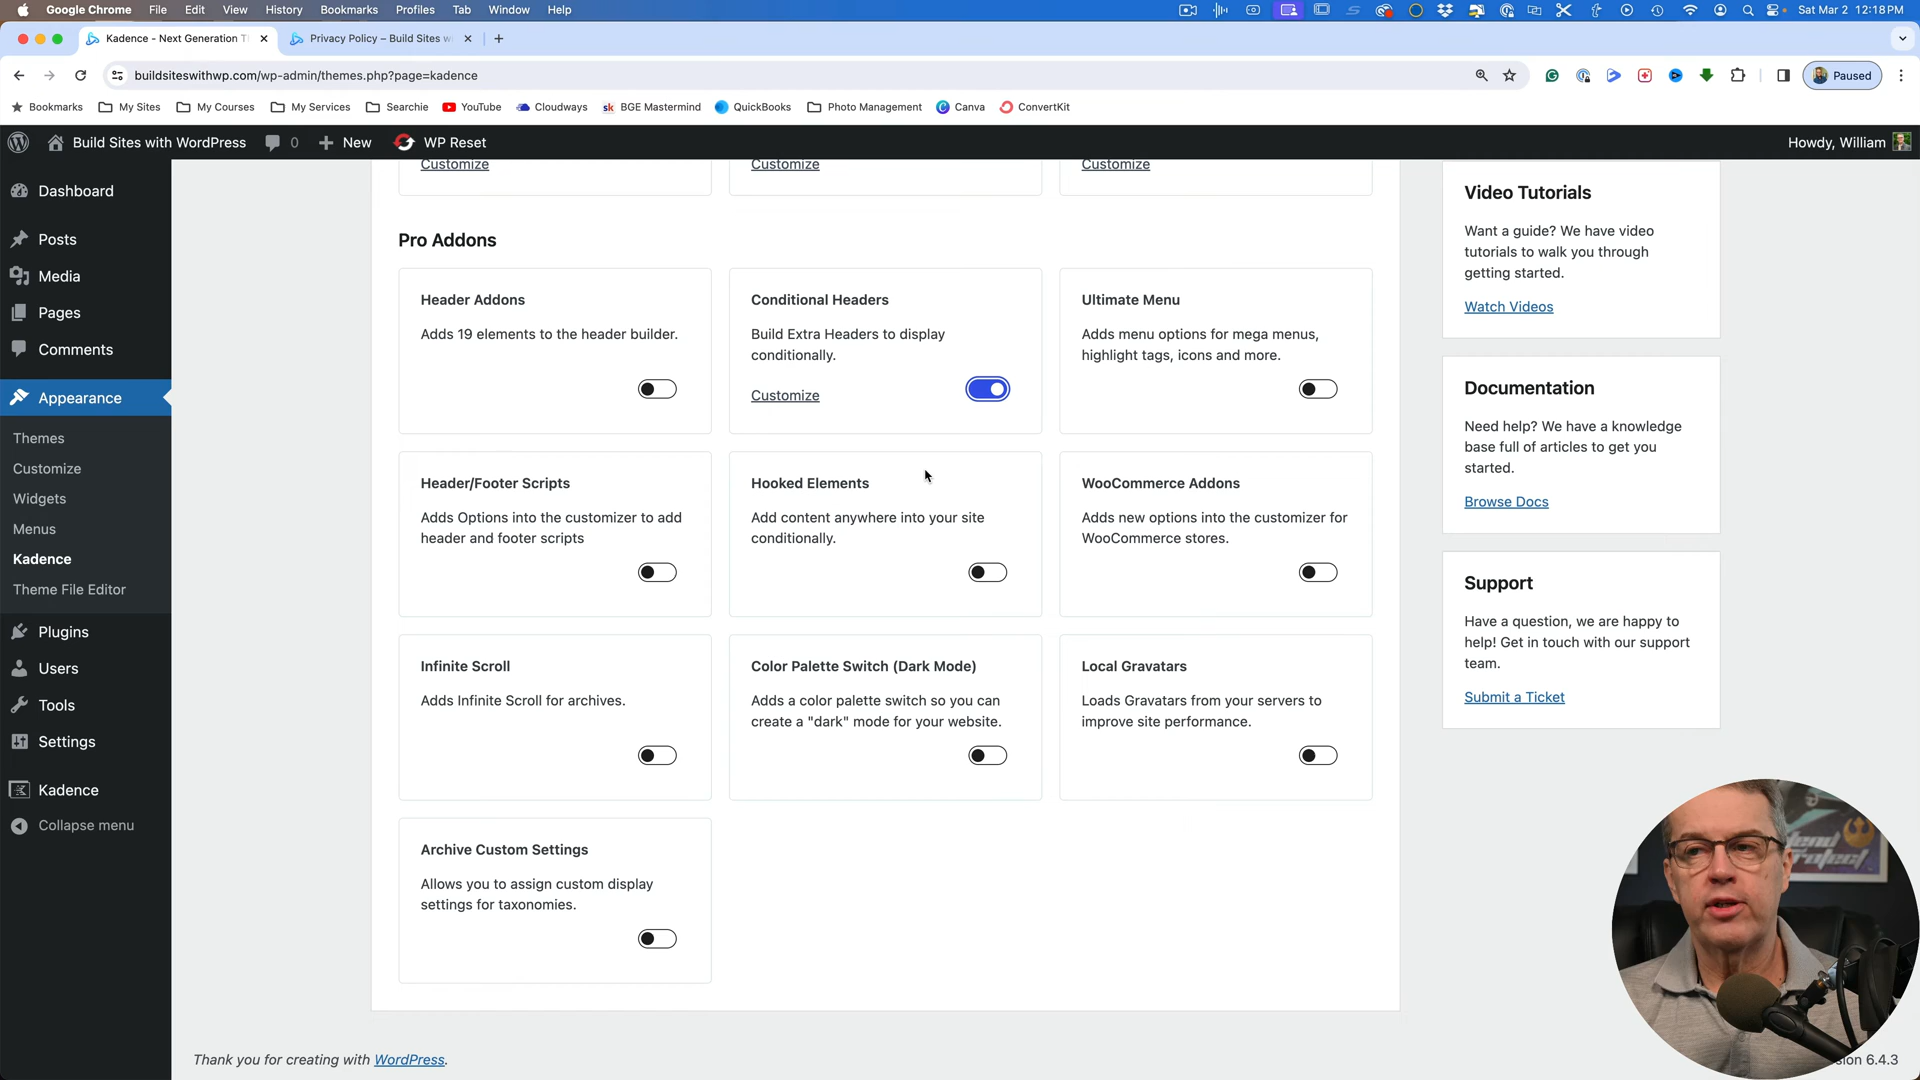 Google Chrome File Edit View History Bookmarks Profiles Tab Window Help Sat Mar 2 12:18 PM
Kadence - Next Generation T Privacy Policy – Build Sites w
buildsiteswithwp.com/wp-admin/themes.php?page=kadence Paused
Bookmarks My Sites My Courses My Services Searchie YouTube Cloudways BGE Mastermind QuickBooks Photo Management Canva ConvertKit
Build Sites with WordPress 0 New WP Reset Howdy, William
Dashboard
Posts
Media
Pages
Comments
Appearance
Themes
Customize
Widgets
Menus
Kadence
Theme File Editor
Plugins
Users
Tools
Settings
Kadence
Collapse menu
Customize Customize Customize
Pro Addons
Header Addons
Adds 19 elements to the header builder.
Conditional Headers
Build Extra Headers to display
conditionally.
Customize
Ultimate Menu
Adds menu options for mega menus,
highlight tags, icons and more.
Header/Footer Scripts
Adds Options into the customizer to add
header and footer scripts
Hooked Elements
Add content anywhere into your site
conditionally.
WooCommerce Addons
Adds new options into the customizer for
WooCommerce stores.
Infinite Scroll
Adds Infinite Scroll for archives.
Color Palette Switch (Dark Mode)
Adds a color palette switch so you can
create a "dark" mode for your website.
Local Gravatars
Loads Gravatars from your servers to
improve site performance.
Archive Custom Settings
Allows you to assign custom display
settings for taxonomies.
Video Tutorials
Want a guide? We have video
tutorials to walk you through
getting started.
Watch Videos
Documentation
Need help? We have a knowledge
base full of articles to get you
started.
Browse Docs
Support
Have a question, we are happy to
help! Get in touch with our support
team.
Submit a Ticket
Thank you for creating with WordPress.
6.4.3